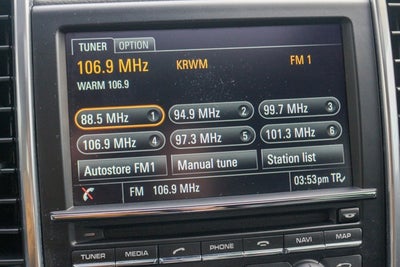 TUNER OPTION
106.9 MHz KRWM FM 1
WARM 106.9
88.5 MHz 1 94.9 MHz 2 99.7 MHz 3
106.9 MHz 4 97.3 MHz 5 101.3 MHz 6
Autostore FM1 Manual tune Station list
FM 106.9 MHz 03:53pm TR
TUNER MEDIA PHONE NAVI MAP